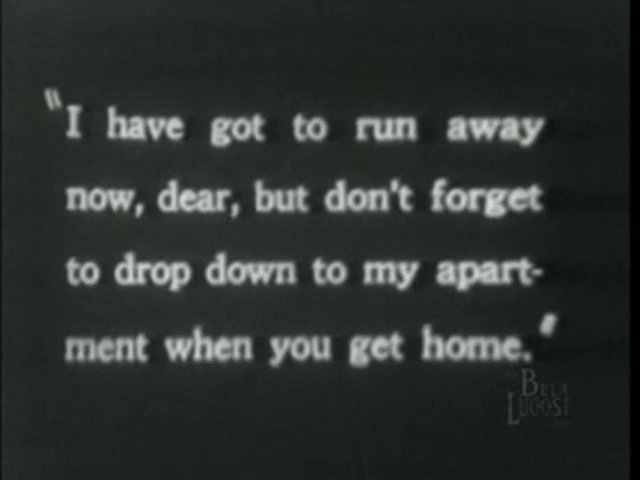 "I have got to run away
now, dear, but don't forget
to drop down to my apart-
ment when you get home."
BELA
LUGOSI